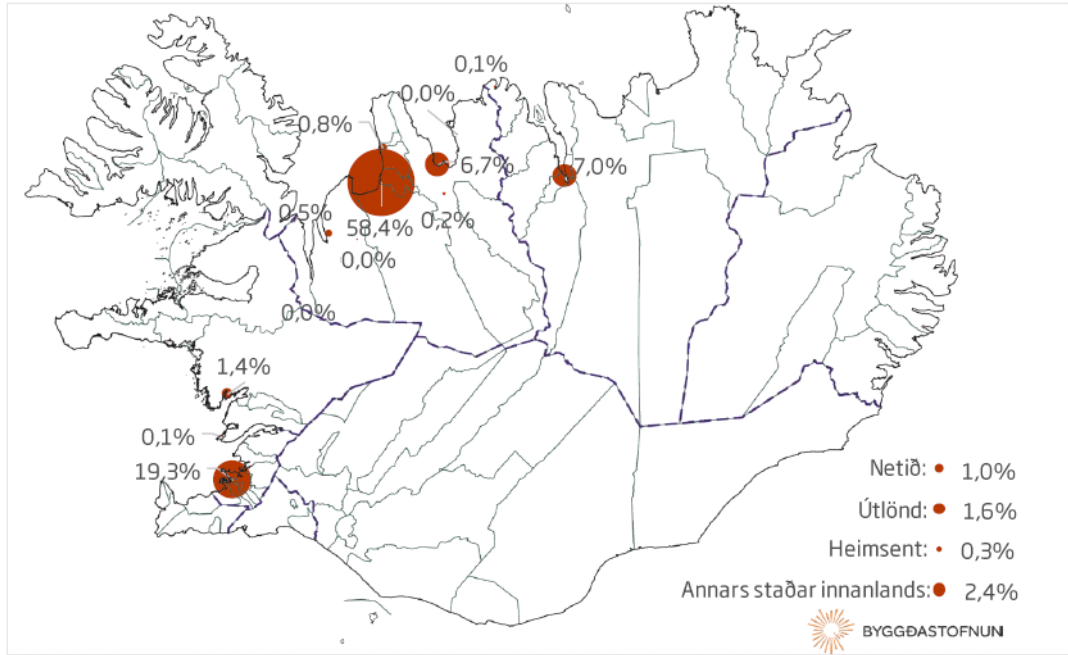 0,1%
0,0%
0,8%
6,7%
7,0%
0,5%
0,2%
58,4%
0,0%
0,0%
1,4%
0,1%
19,3%
Netið: 1,0%
Útlönd: 1,6%
Heimsent: 0,3%
Annars staðar innanlands: 2,4%
BYGGÐASTOFNUN